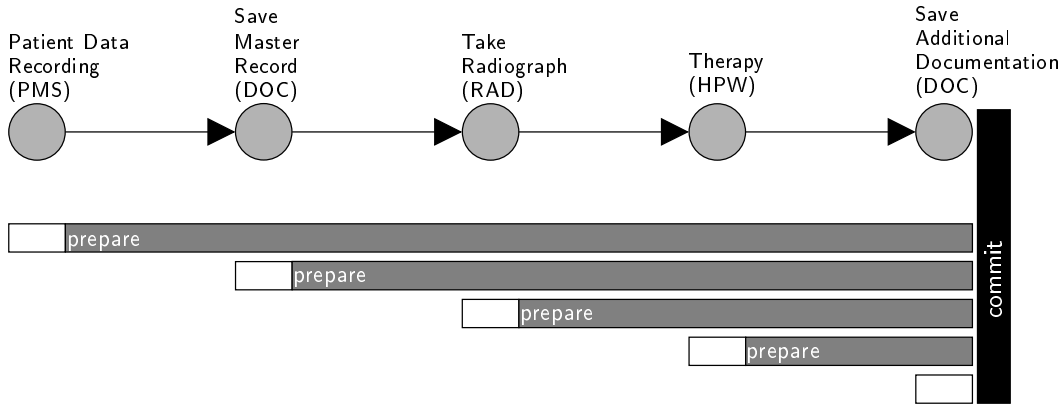 Patient Data
Recording
(PMS)
Save
Master
Record
(DOC)
Take
Radiograph
(RAD)
Therapy
(HPW)
Save
Additional
Documentation
(DOC)
prepare
prepare
prepare
prepare
commit